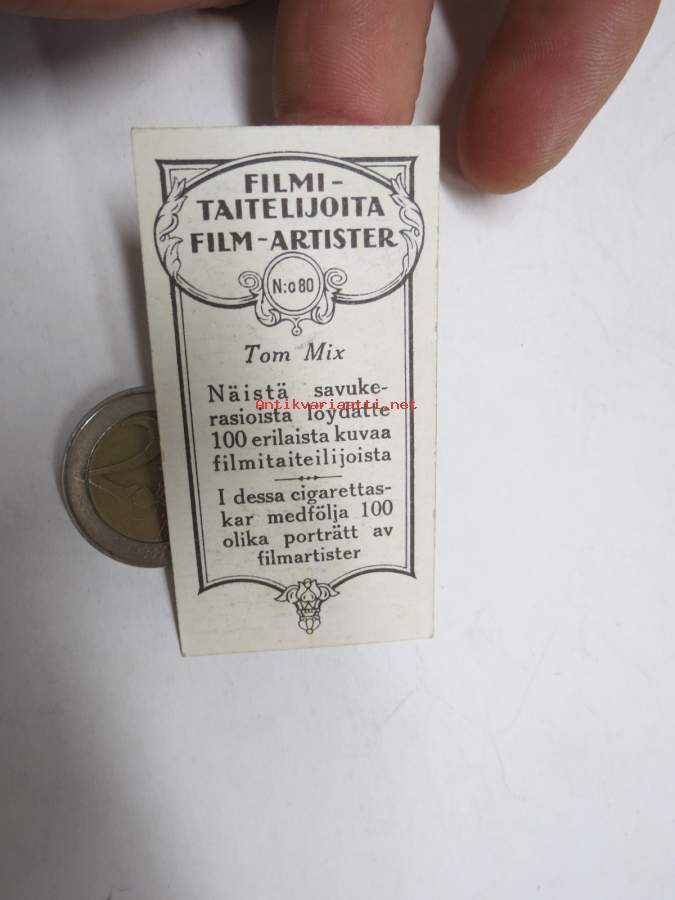 FILMI-
TAITELIJOITA
FILM-ARTISTER
N:o 80
Tom Mix
Näistä savuke-
rasioista löydätte
Antikvariaatti.net
100 erilaista kuvaa
filmitaiteilijoista
I dessa cigarettas-
kar medfölja 100
olika porträtt av
filmartister
2